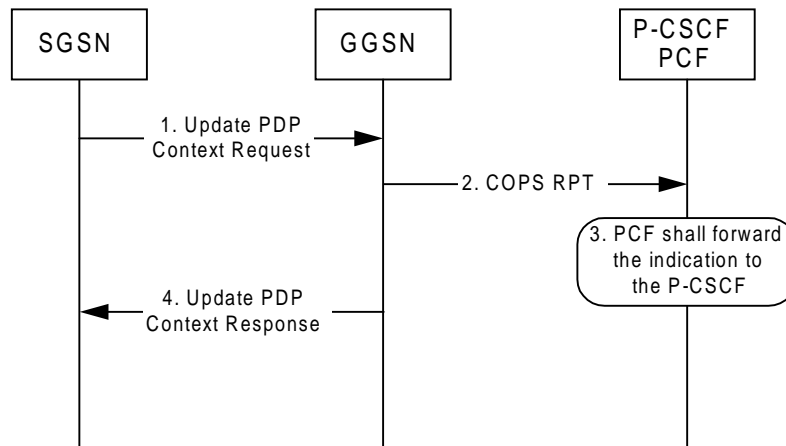 SGSN
GGSN
P-CSCF
PCF
1. Update PDP
Context Request
2. COPS RPT
3. PCF shall forward
the indication to
the P-CSCF
4. Update PDP
Context Response